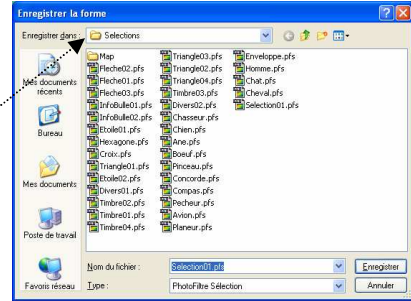 Enregistrer la forme
Enregistrer dans :
Selections
Mes documents récents
Bureau
Mes documents
Poste de travail
Favoris réseau
Map
Fleche02.pfs
Fleche01.pfs
Fleche03.pfs
InfoBulle01.pfs
InfoBulle02.pfs
Etoile01.pfs
Hexagone.pfs
Croix.pfs
Triangle01.pfs
Etoile02.pfs
Divers01.pfs
Timbre02.pfs
Timbre01.pfs
Timbre04.pfs
Triangle03.pfs
Triangle02.pfs
Triangle04.pfs
Timbre03.pfs
Divers02.pfs
Chasseur.pfs
Chien.pfs
Ane.pfs
Boeuf.pfs
Pinceau.pfs
Concorde.pfs
Compas.pfs
Pecheur.pfs
Avion.pfs
Planeur.pfs
Enveloppe.pfs
Homme.pfs
Chat.pfs
Cheval.pfs
Selection01.pfs
Nom du fichier :
Selection01.pfs
Enregistrer
Type :
PhotoFiltre Sélection
Annuler